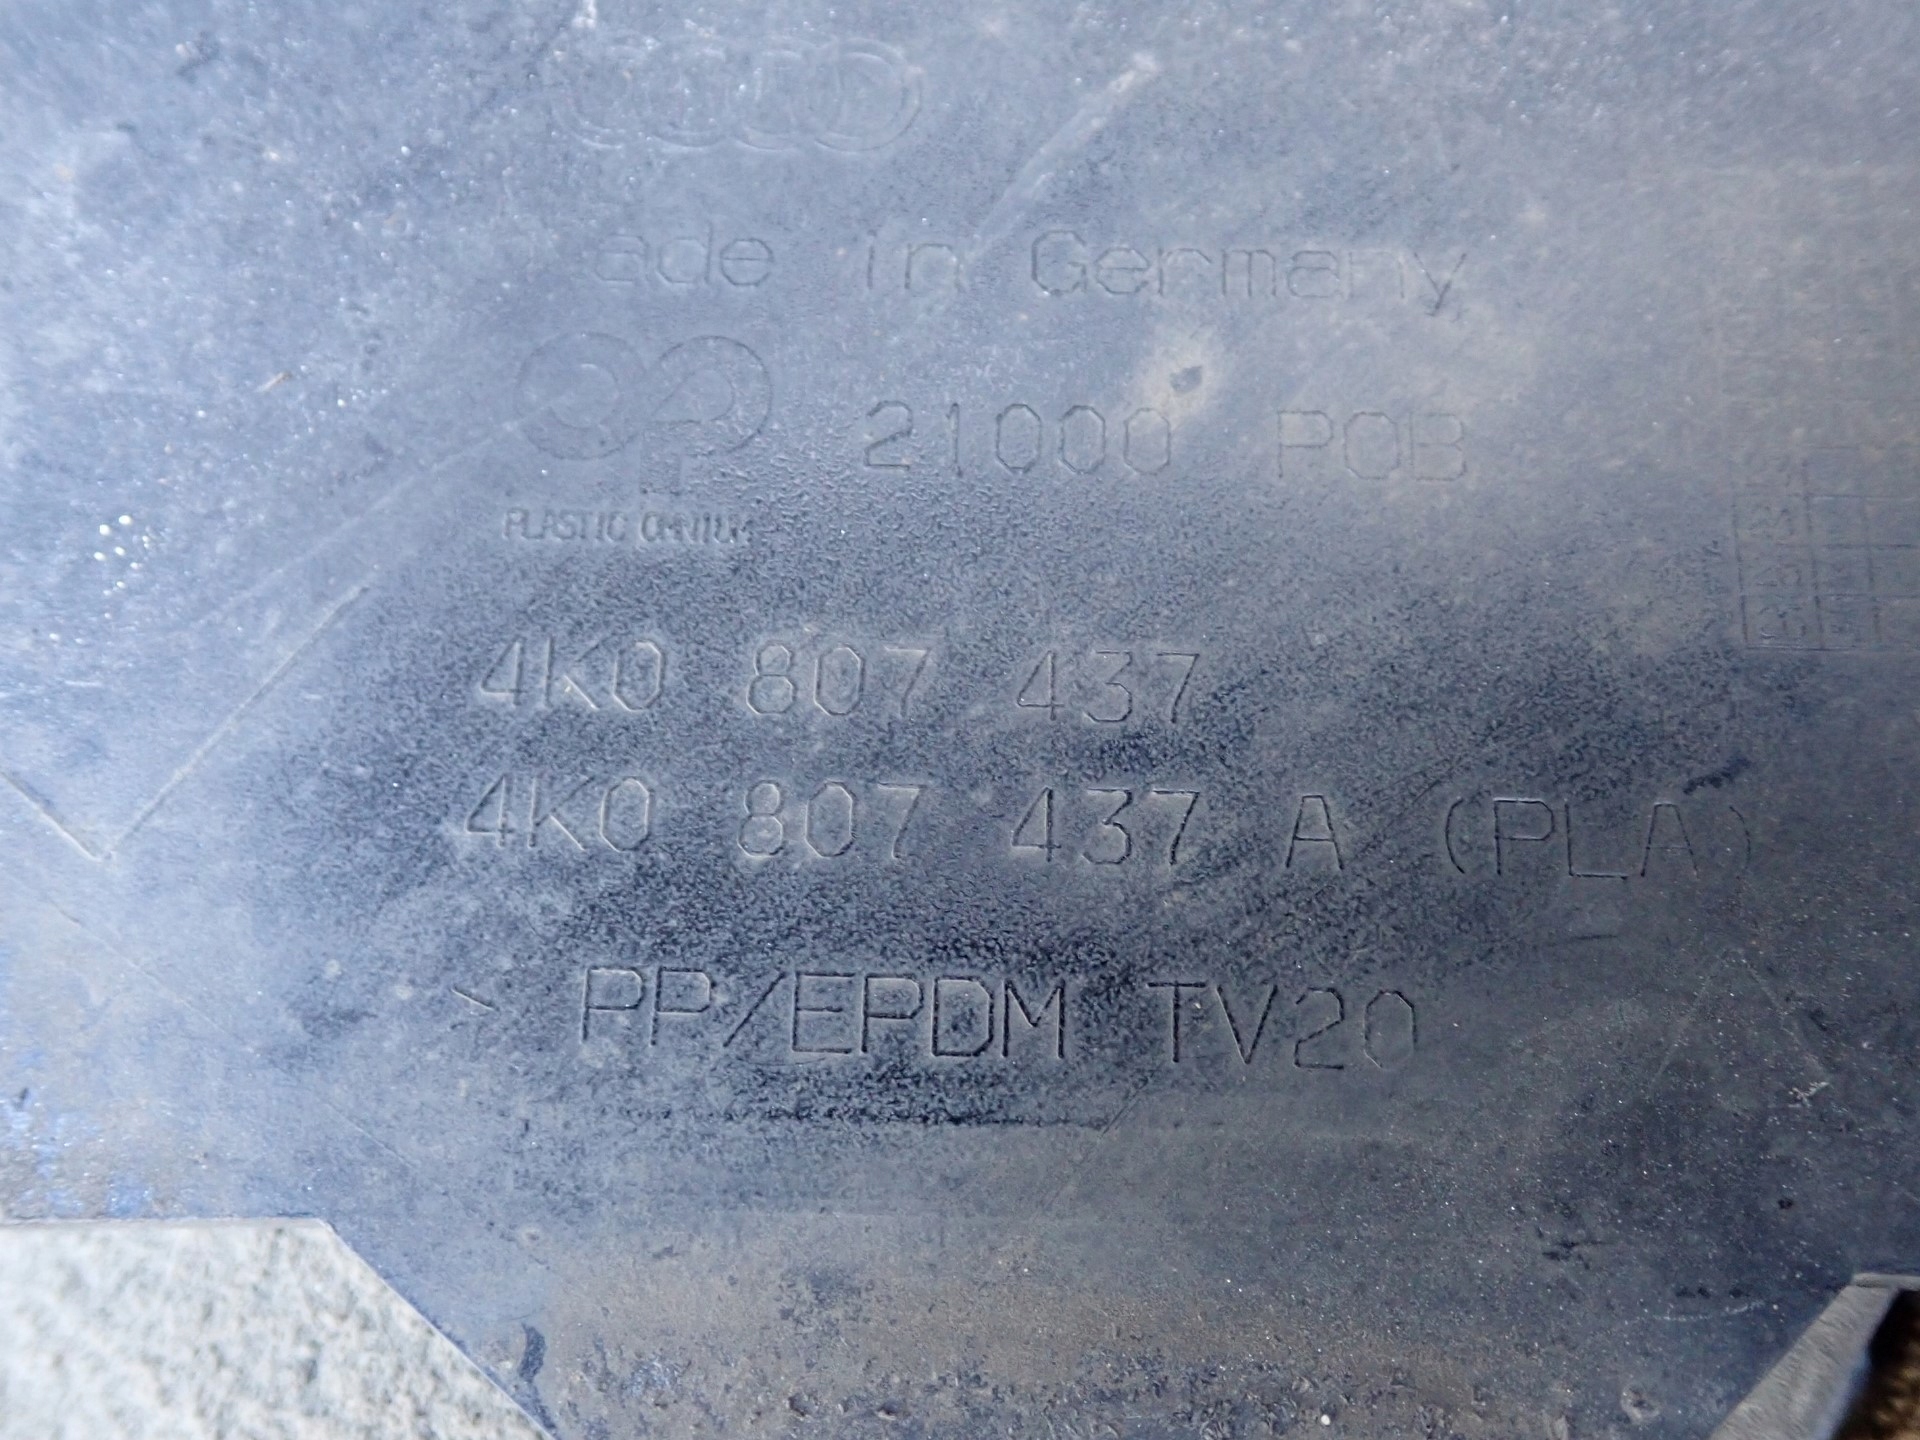 ade in Germany
21000 POB
PLASTIC OMNIUM
4K0 807 437
4K0 807 437 A (PLA)
> PP/EPDM TV20